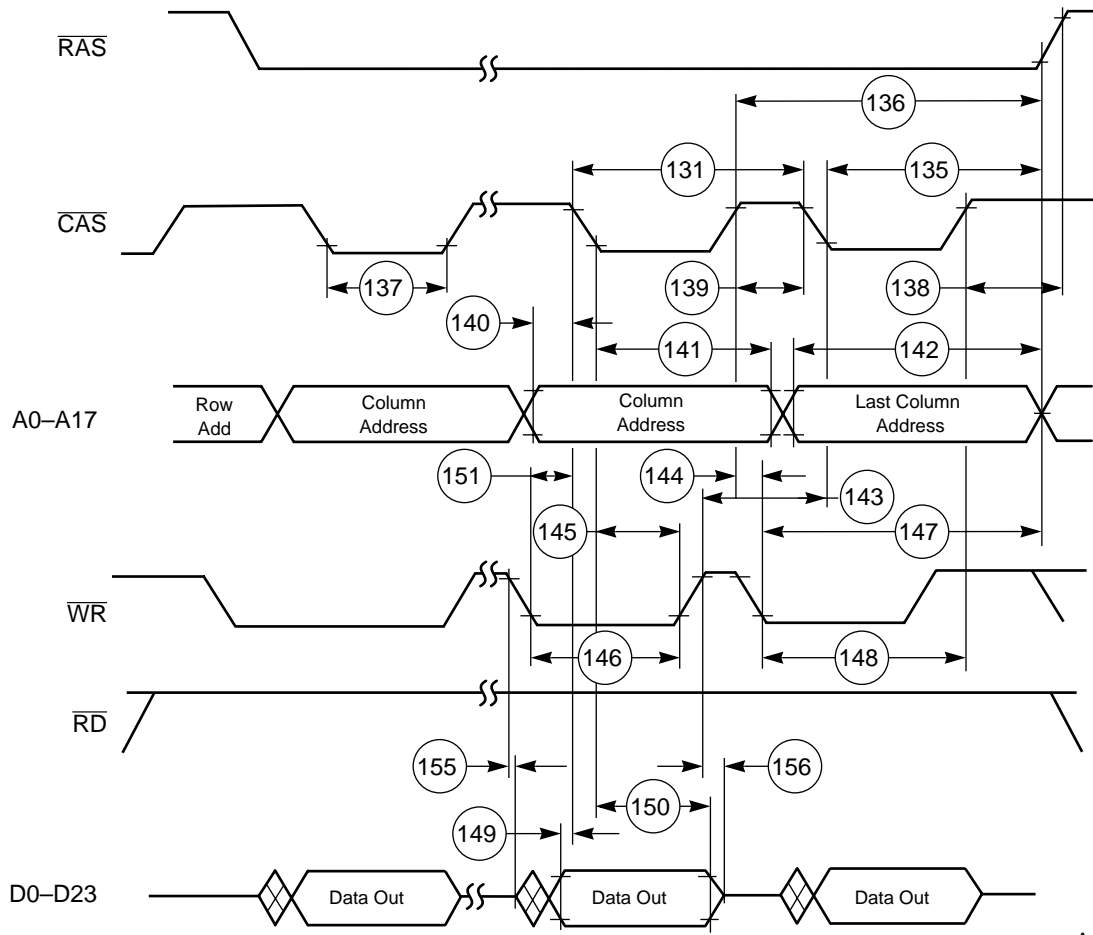 RAS
136
131
135
CAS
137
139
138
140
141
142
A0–A17
Row
Add
Column
Address
Column
Address
Last Column
Address
151
144
143
145
147
WR
146
148
RD
155
156
150
149
D0–D23
Data Out
Data Out
Data Out